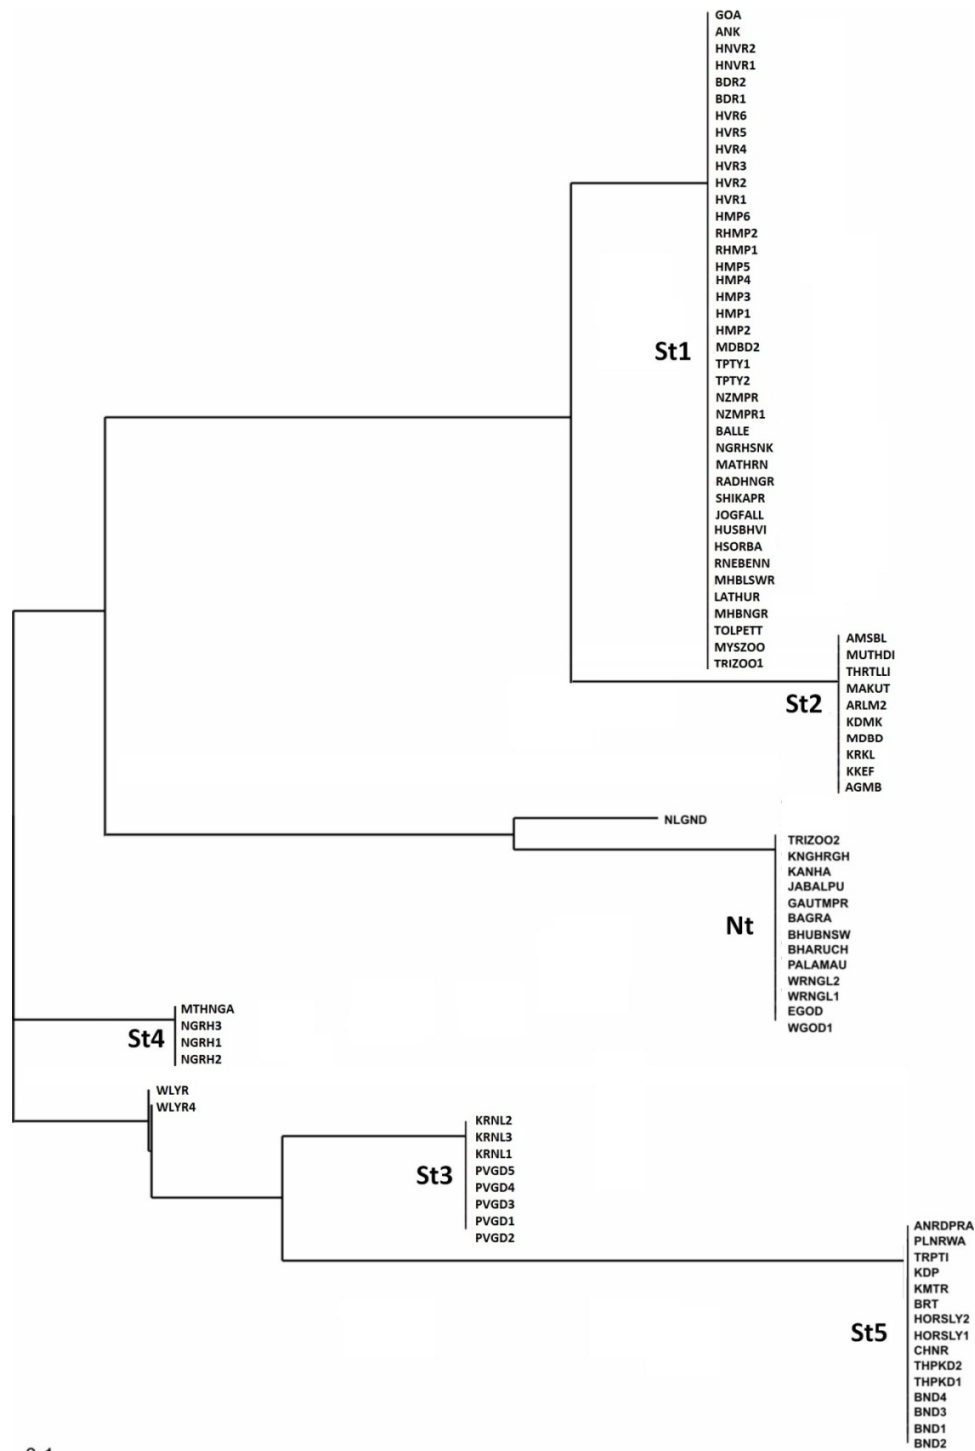 GOA
ANK
HNVR2
HNVR1
BDR2
BDR1
HVR6
HVR5
HVR4
HVR3
HVR2
HVR1
HMP6
RHMP2
RHMP1
HMP5
HMP4
HMP3
HMP1
HMP2
St1
MDBD2
TPTY1
TPTY2
NZMPR
NZMPR1
BALLE
NGRHSNK
MATHRN
RADHNGR
SHIKAPR
JOGFALL
HUSBHVI
HSORBA
RNEBENN
MHBLSWR
LATHUR
MHBNGR
TOLPETT
MYSZOO
TRIZOO1
AMSBL
MUTHDI
THRTLLI
MAKUT
St2
ARLM2
KDMK
MDBD
KRKL
KKEF
AGMB
NLGND
TRIZOO2
KNGHRGH
KANHA
JABALPU
GAUTMPR
BAGRA
Nt
BHUBNSW
BHARUCH
PALAMAU
WRNGL2
WRNGL1
EGOD
WGOD1
MTHNGA
NGRH3
St4
NGRH1
NGRH2
WLYR
WLYR4
KRNL2
KRNL3
KRNL1
St3
PVGD5
PVGD4
PVGD3
PVGD1
PVGD2
ANRDPRA
PLNRWA
TRPTI
KDP
KMTR
BRT
HORSLY2
St5
HORSLY1
CHNR
THPKD2
THPKD1
BND4
BND3
BND1
BND2